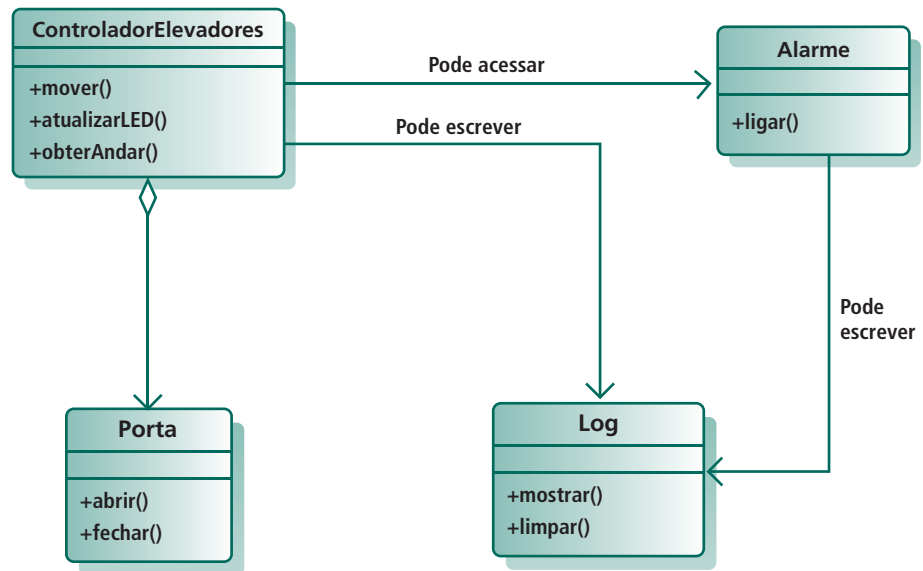 ControladorElevadores
+mover()
+atualizarLED()
+obterAndar()
Pode acessar
Pode escrever
Alarme
+ligar()
Pode
escrever
Porta
+abrir()
+fechar()
Log
+mostrar()
+limpar()